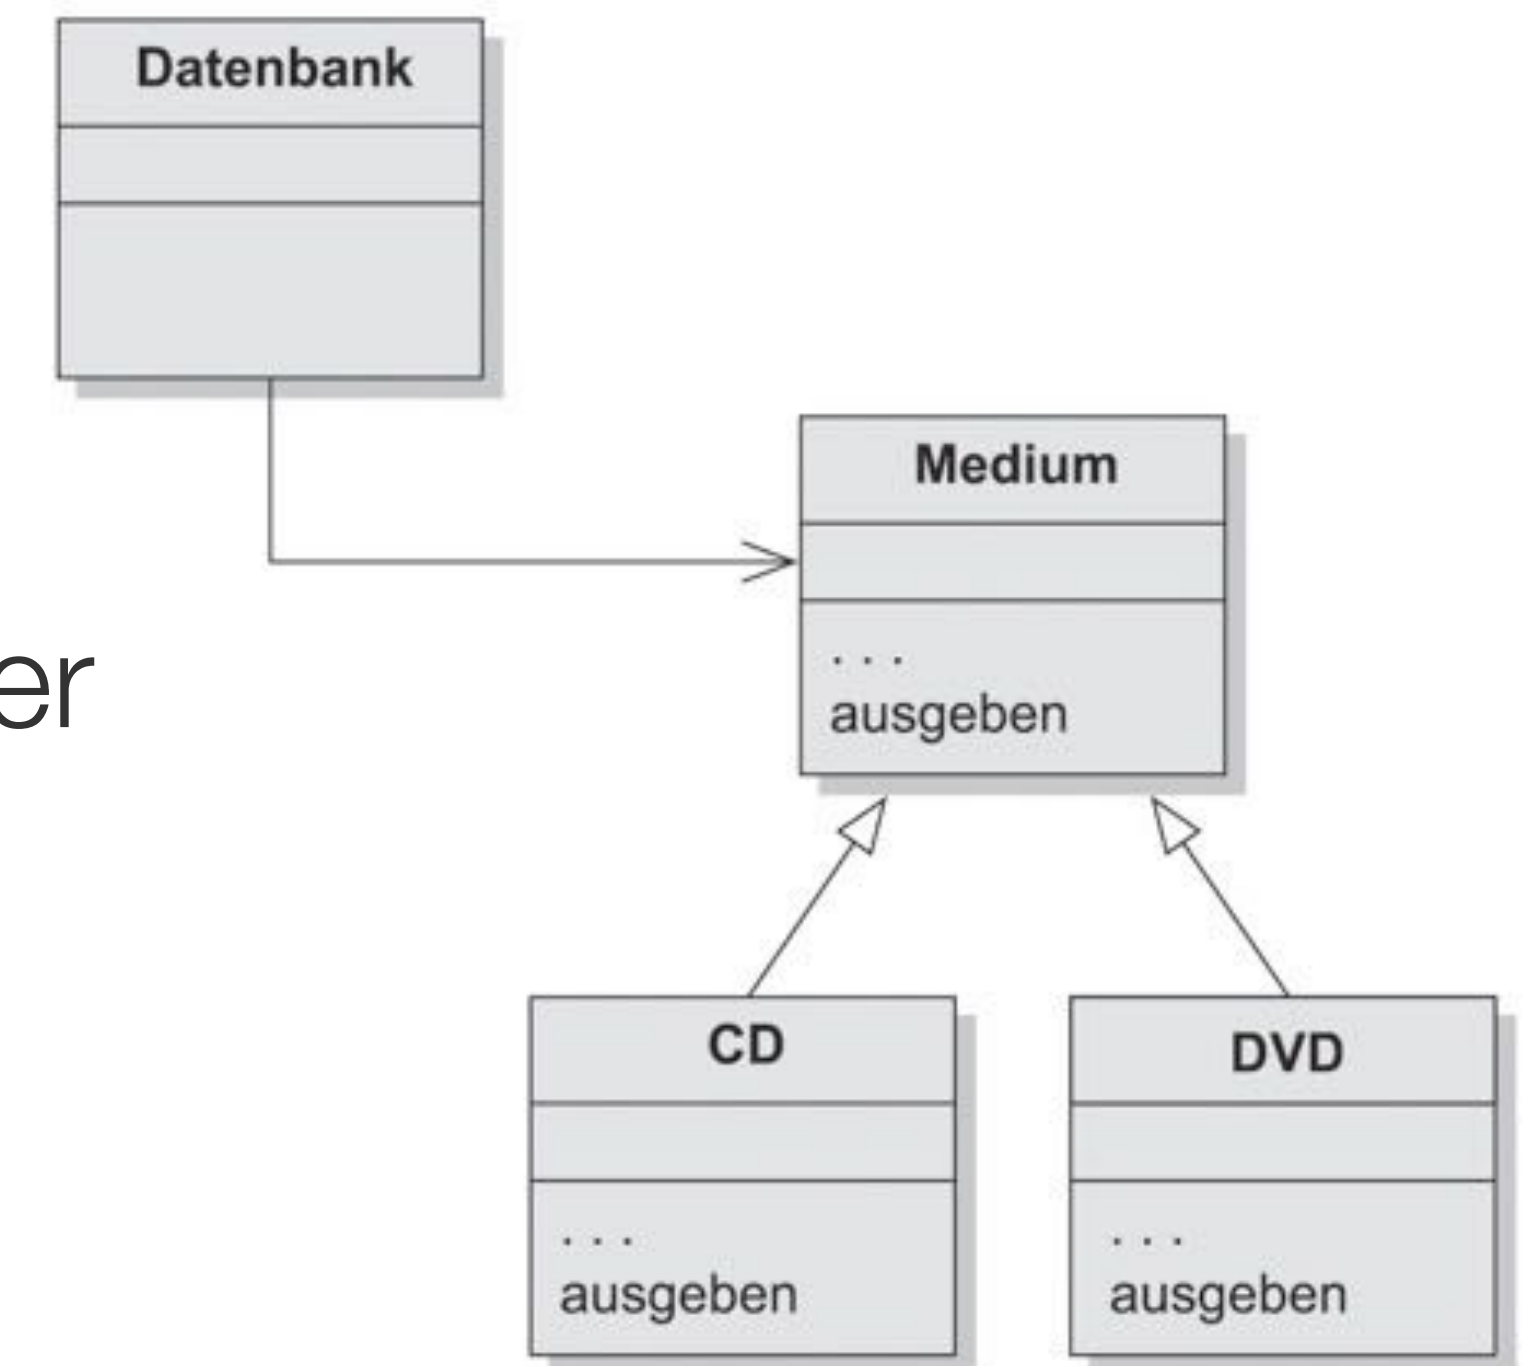 Datenbank
Medium
. . .
ausgeben
er
CD
. . .
ausgeben
DVD
. . .
ausgeben